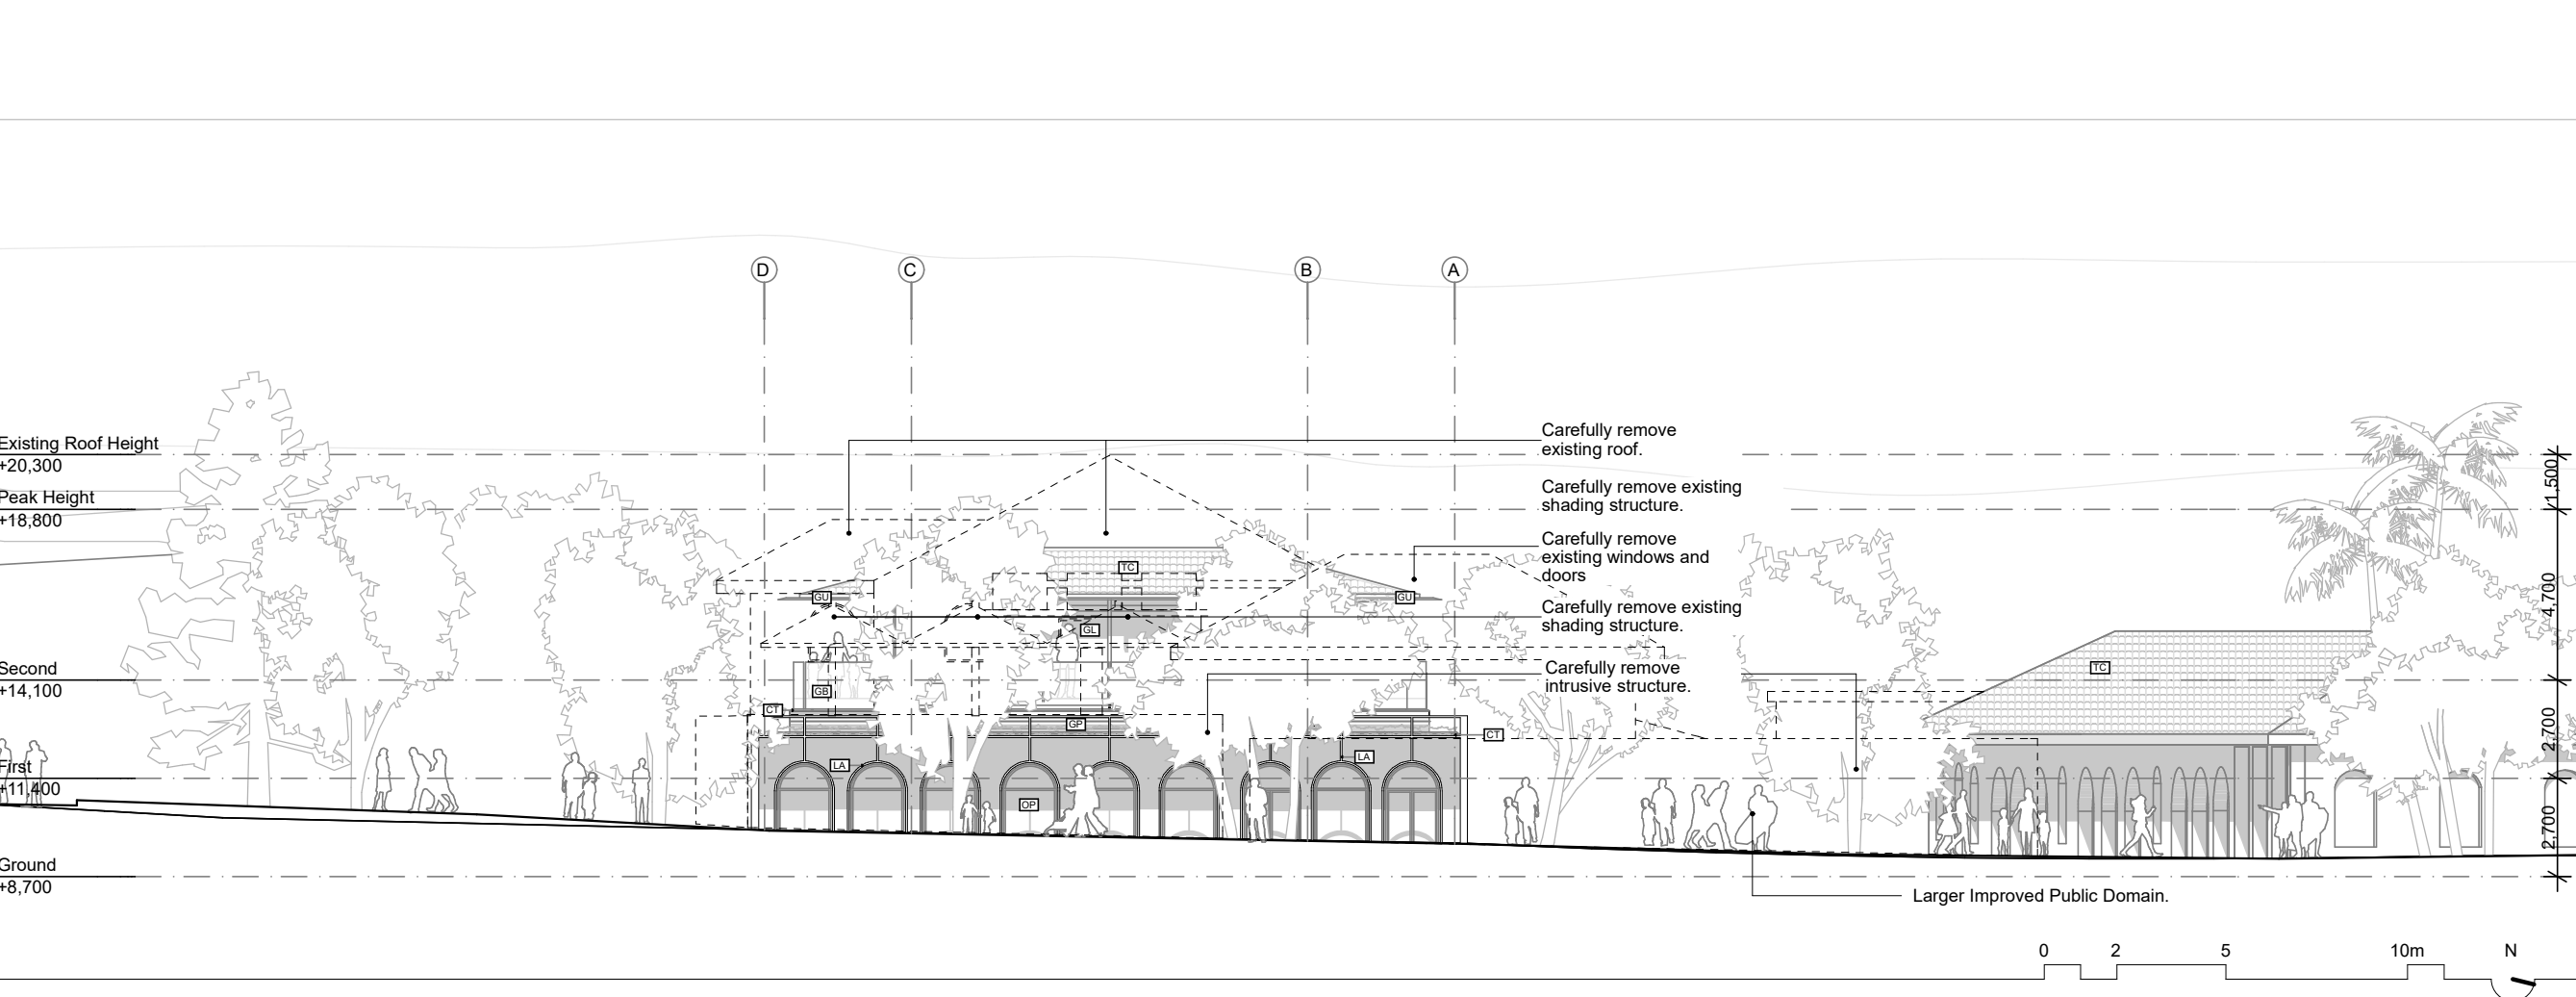 D
C
B
A
Existing Roof Height
+20,300
Peak Height
+18,800
Second
+14,100
First
+11,400
Ground
+8,700
Carefully remove
existing roof.
Carefully remove existing
shading structure.
Carefully remove
existing windows and
doors
Carefully remove existing
shading structure.
Carefully remove
intrusive structure.
TC
GU
GU
GL
GB
CT
GP
CT
LA
LA
OP
TC
1,500
4,700
2,700
2,700
Larger Improved Public Domain.
0 2 5 10m N